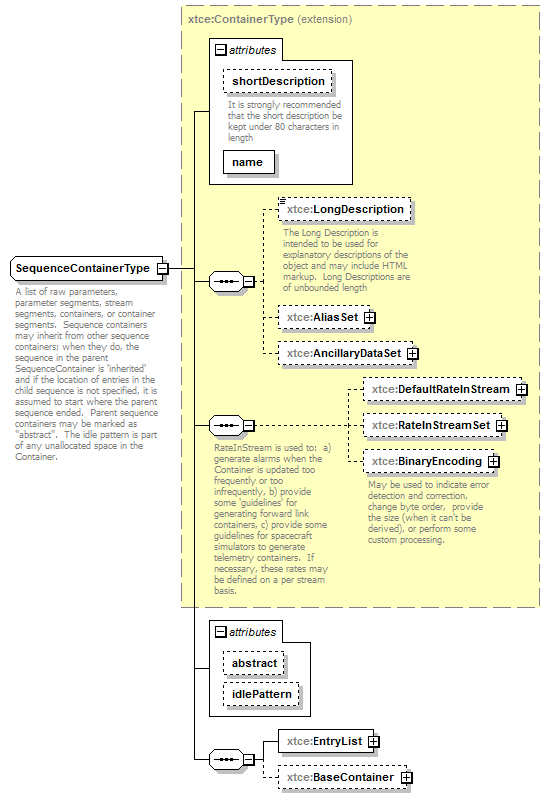 xtce:ContainerType (extension)
attributes
shortDescription
It is strongly recommended
that the short description be
kept under 80 characters in
length
name
xtce:LongDescription
The Long Description is
intended to be used for
explanatory descriptions of the
object and may include HTML
markup.  Long Descriptions are
of unbounded length
SequenceContainerType
A list of raw parameters,
parameter segments, stream
segments, containers, or container
segments.  Sequence containers
may inherit from other sequence
containers; when they do, the
sequence in the parent
SequenceContainer is 'inherited'
and if the location of entries in the
child sequence is not specified, it is
assumed to start where the parent
sequence ended.  Parent sequence
containers may be marked as
"abstract".  The idle pattern is part
of any unallocated space in the
Container.
xtce:AliasSet
xtce:AncillaryDataSet
xtce:DefaultRateInStream
xtce:RateInStreamSet
xtce:BinaryEncoding
May be used to indicate error
detection and correction,
change byte order,  provide
the size (when it can't be
derived), or perform some
custom processing.
RateInStream is used to:  a)
generate alarms when the
Container is updated too
frequently or too
infrequently, b) provide
some 'guidelines' for
generating forward link
containers, c) provide some
guidelines for spacecraft
simulators to generate
telemetry containers.  If
necessary, these rates may
be defined on a per stream
basis.
attributes
abstract
idlePattern
xtce:EntryList
xtce:BaseContainer